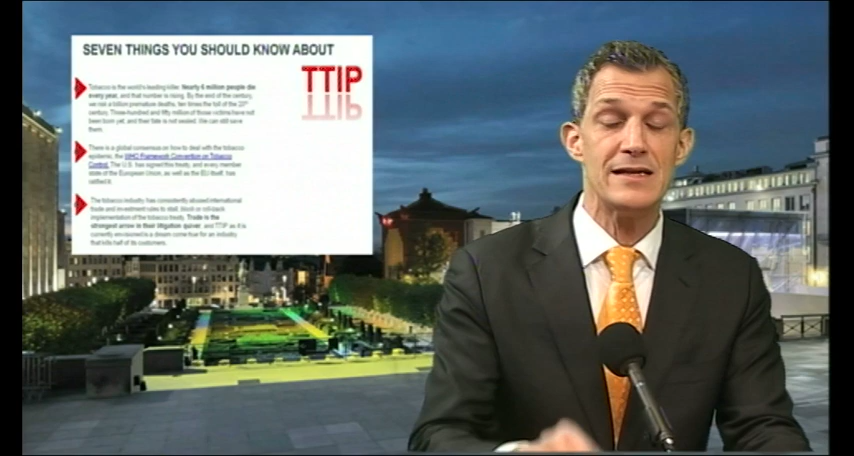 SEVEN THINGS YOU SHOULD KNOW ABOUT
TTIP
Tobacco is the world's leading killer. Nearly 6 million people die
every year, and that number is rising. By the end of the century,
we risk a billion premature deaths, ten times the toll of the 20th
century. Three-hundred and fifty million of those victims have not
been born yet, and their fate is not sealed. We can still save
them.
There is a global consensus on how to deal with the tobacco
epidemic, the WHO Framework Convention on Tobacco
Control. The U.S. has signed this treaty, and every member
state of the European Union, as well as the EU itself, has
ratified it.
The tobacco industry has consistently abused international
trade and investment rules to stall, block or roll-back
implementation of the tobacco treaty. Trade is the
strongest arrow in their litigation quiver, and TTIP as it is
currently envisioned is a dream come true for an industry
that kills half of its customers.